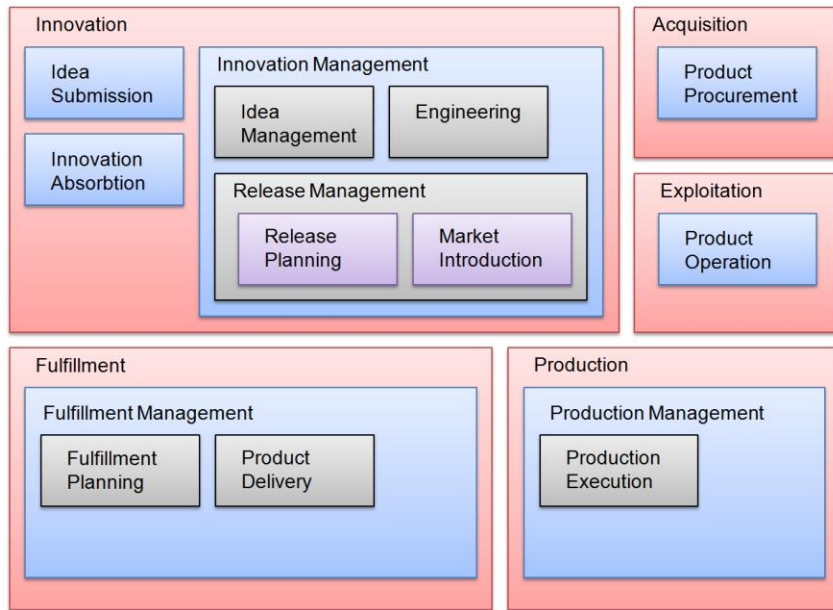 Innovation
Idea
Submission
Innovation
Absorbtion
Innovation Management
Idea
Management
Engineering
Release Management
Release
Planning
Market
Introduction
Acquisition
Product
Procurement
Exploitation
Product
Operation
Fulfillment
Fulfillment Management
Fulfillment
Planning
Product
Delivery
Production
Production Management
Production
Execution